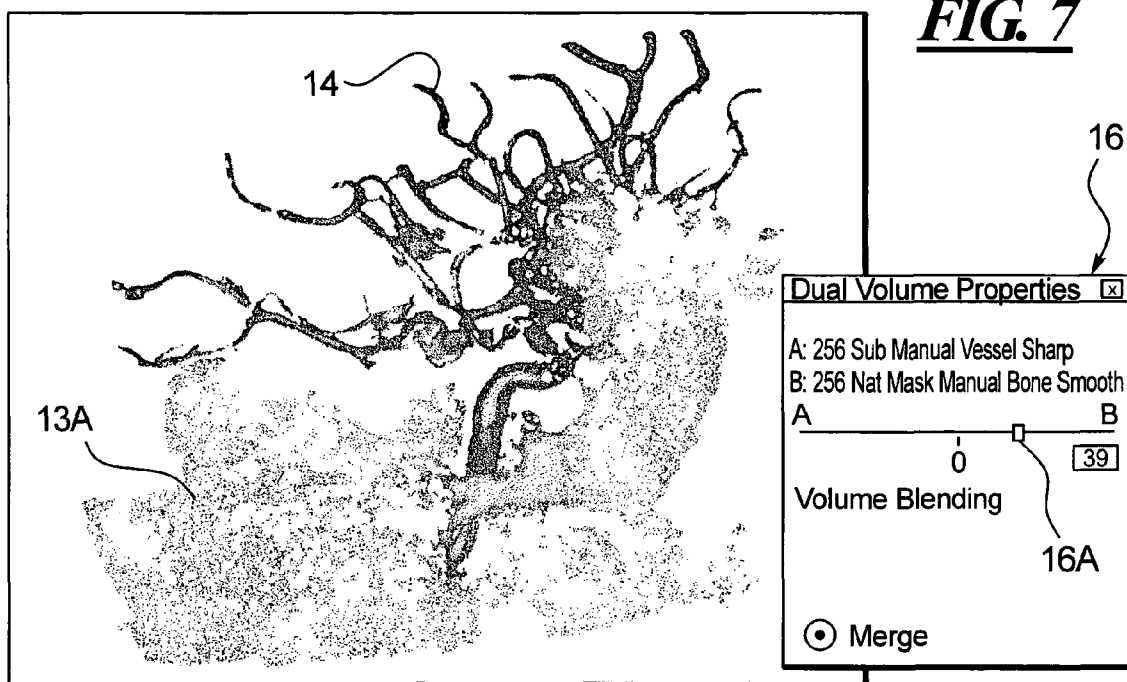 FIG. 7
14
16
Dual Volume Properties x
A: 256 Sub Manual Vessel Sharp
B: 256 Nat Mask Manual Bone Smooth
A B
0 39
Volume Blending
13A
16A
Merge